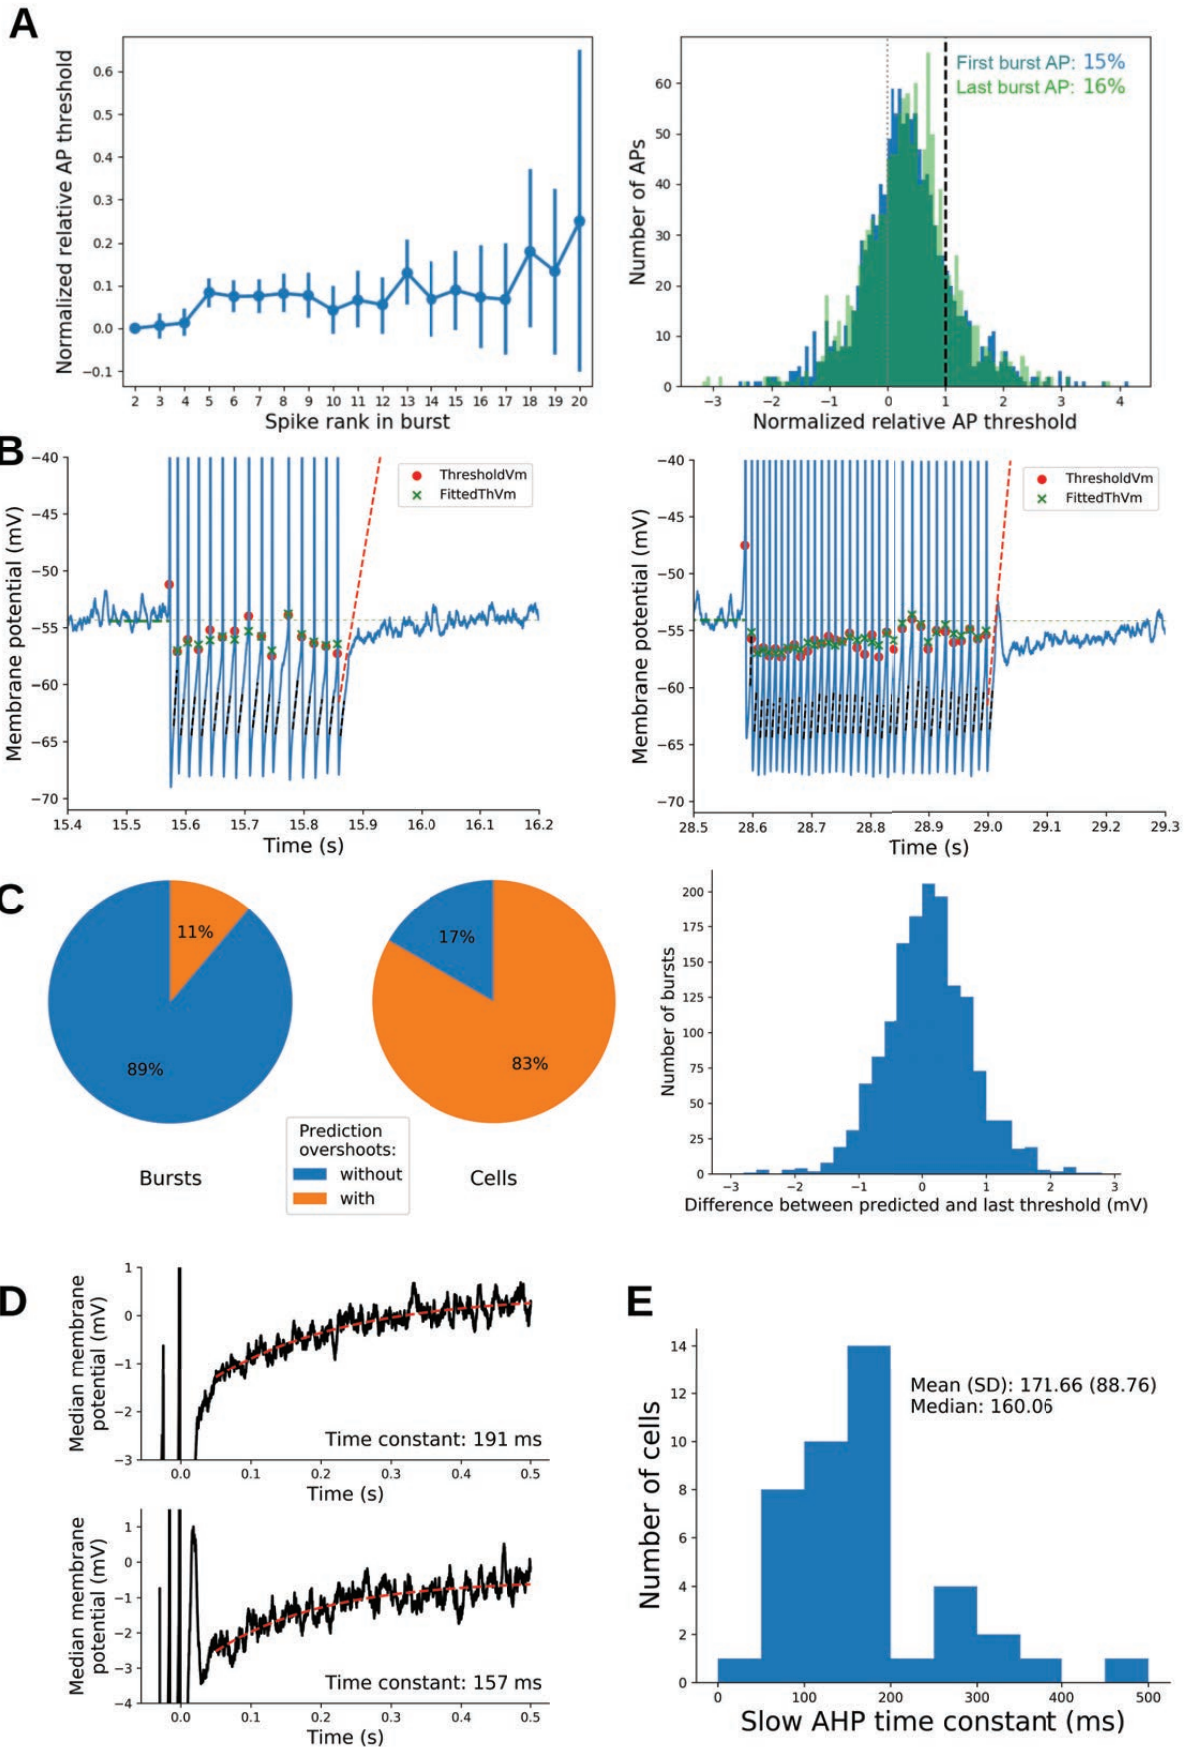 A
Normalized relative AP threshold
0.6
0.5
0.4
0.3
0.2
0.1
0.0
−0.1
2 3 4 5 6 7 8 9 10 11 12 13 14 15 16 17 18 19 20
Spike rank in burst
First burst AP: 15%
Last burst AP: 16%
Number of APs
60
50
40
30
20
10
0
−3 −2 −1 0 1 2 3 4
Normalized relative AP threshold
B
Membrane potential (mV)
−40
−45
−50
−55
−60
−65
−70
ThresholdVm
FittedThVm
15.4 15.5 15.6 15.7 15.8 15.9 16.0 16.1 16.2
Time (s)
Membrane potential (mV)
−40
−45
−50
−55
−60
−65
−70
ThresholdVm
FittedThVm
28.5 28.6 28.7 28.8 28.9 29.0 29.1 29.2 29.3
Time (s)
C
11%
89%
Bursts
17%
83%
Cells
Prediction
overshoots:
without
with
Number of bursts
200
175
150
125
100
75
50
25
0
−3 −2 −1 0 1 2 3
Difference between predicted and last threshold (mV)
D
Median membrane
potential (mV)
1
0
−1
−2
−3
Time constant: 191 ms
0.0 0.1 0.2 0.3 0.4 0.5
Time (s)
Median membrane
potential (mV)
1
0
−1
−2
−3
−4
Time constant: 157 ms
0.0 0.1 0.2 0.3 0.4 0.5
Time (s)
E
Number of cells
14
12
10
8
6
4
2
0
Mean (SD): 171.66 (88.76)
Median: 160.06
0 100 200 300 400 500
Slow AHP time constant (ms)